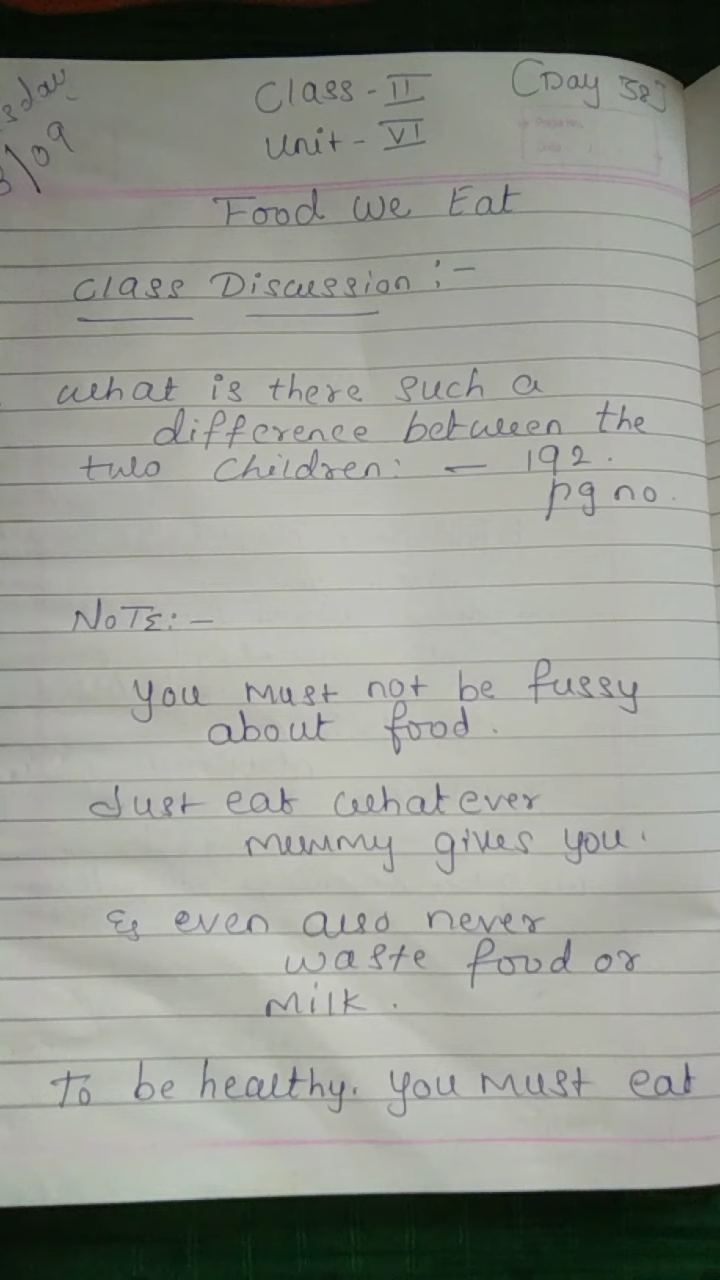 Class - II
[Day 38]
Unit - VI
/09
Food We Eat
Class Discussion :-
What is there such a
difference between the
two children: - 192.
pg no.
NOTE: -
You must not be fussy
about food.
Just eat whatever
mummy gives you.
& even also never
waste food or
milk.
To be healthy. You must eat